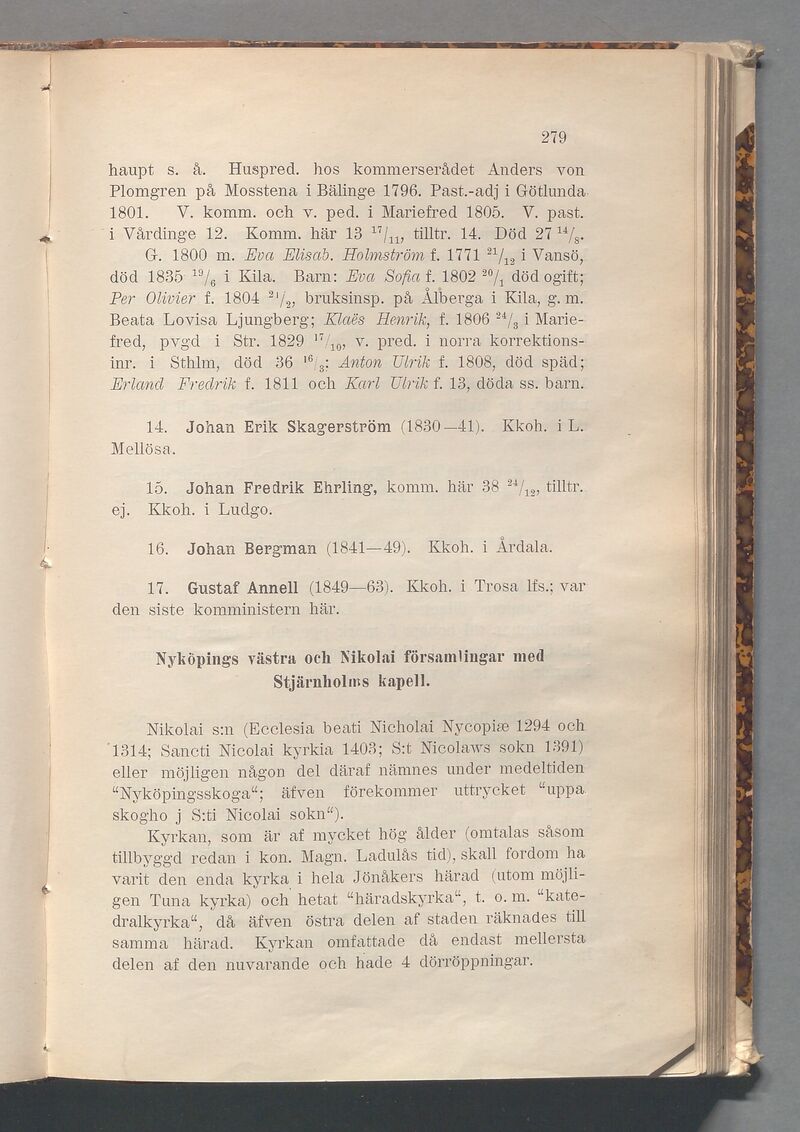 279
haupt s. å. Huspred. hos kommerserådet Anders von
Plomgren på Mosstena i Bälinge 1796. Past.-adj i Götlunda
1801. V. komm. och v. ped. i Mariefred 1805. V. past.
i Vårdinge 12. Komm. här 13 17/11, tilltr. 14. Död 27 14/8.
G. 1800 m. Eva Elisab. Holmström f. 1771 21/12 i Vansö,
död 1835 19/6 i Kila. Barn: Eva Sofia f. 1802 20/1 död ogift;
Per Olivier f. 1804 21/2, bruksinsp. på Ålberga i Kila, g. m.
Beata Lovisa Ljungberg; Klaës Henrik, f. 1806 24/3 i Marie-
fred, pvgd i Str. 1829 17/10, v. pred. i norra korrektions-
inr. i Sthlm, död 36 16/3; Anton Ulrik f. 1808, död späd;
Erland Fredrik f. 1811 och Karl Ulrik f. 13, döda ss. barn.
14. Johan Erik Skagerström (1830—41). Kkoh. i L.
Mellösa.
15. Johan Fredrik Ehrling, komm. här 38 24/12, tilltr.
ej. Kkoh. i Ludgo.
16. Johan Bergman (1841—49). Kkoh. i Årdala.
17. Gustaf Annell (1849—63). Kkoh. i Trosa lfs.; var
den siste komministern här.
Nyköpings västra och Nikolai församlingar med
Stjärnholms kapell.
Nikolai s:n (Ecclesia beati Nicholai Nycopiæ 1294 och
1314; Sancti Nicolai kyrkia 1403; S:t Nicolaws sokn 1391)
eller möjligen någon del däraf nämnes under medeltiden
“Nyköpingsskoga“; äfven förekommer uttrycket “uppa
skogho j S:ti Nicolai sokn“).
Kyrkan, som är af mycket hög ålder (omtalas såsom
tillbyggd redan i kon. Magn. Ladulås tid), skall fordom ha
varit den enda kyrka i hela Jönåkers härad (utom möjli-
gen Tuna kyrka) och hetat “häradskyrka“, t. o. m. “kate-
dralkyrka“, då äfven östra delen af staden räknades till
samma härad. Kyrkan omfattade då endast mellersta
delen af den nuvarande och hade 4 dörröppningar.